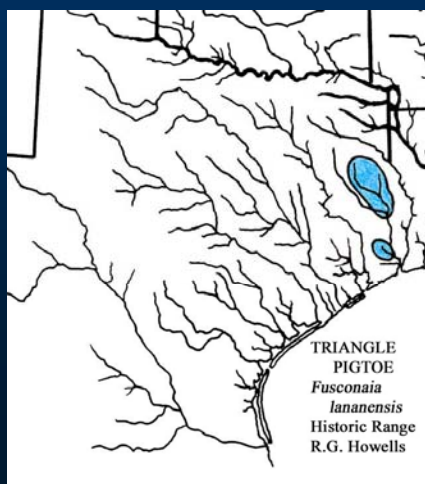 TRIANGLE
PIGTOE
Fusconaia
lananensis
Historic Range
R.G. Howells